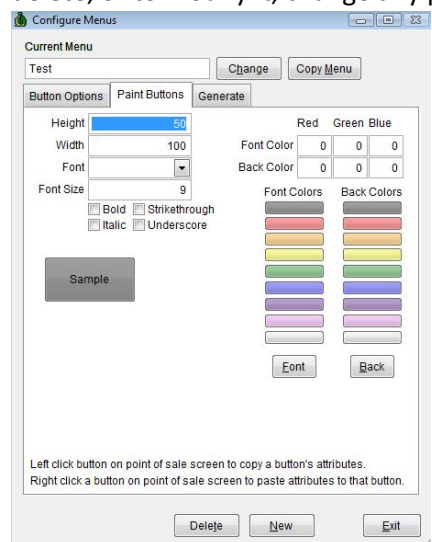 Configure Menus
Current Menu
Test Change Copy Menu
Button Options Paint Buttons Generate
Height 50 Red Green Blue
Width 100 Font Color 0 0 0
Font Back Color 0 0 0
Font Size 9 Font Colors Back Colors
Bold Strikethrough
Italic Underscore
Sample
Font Back
Left click button on point of sale screen to copy a button's attributes.
Right click a button on point of sale screen to paste attributes to that button.
Delete New Exit